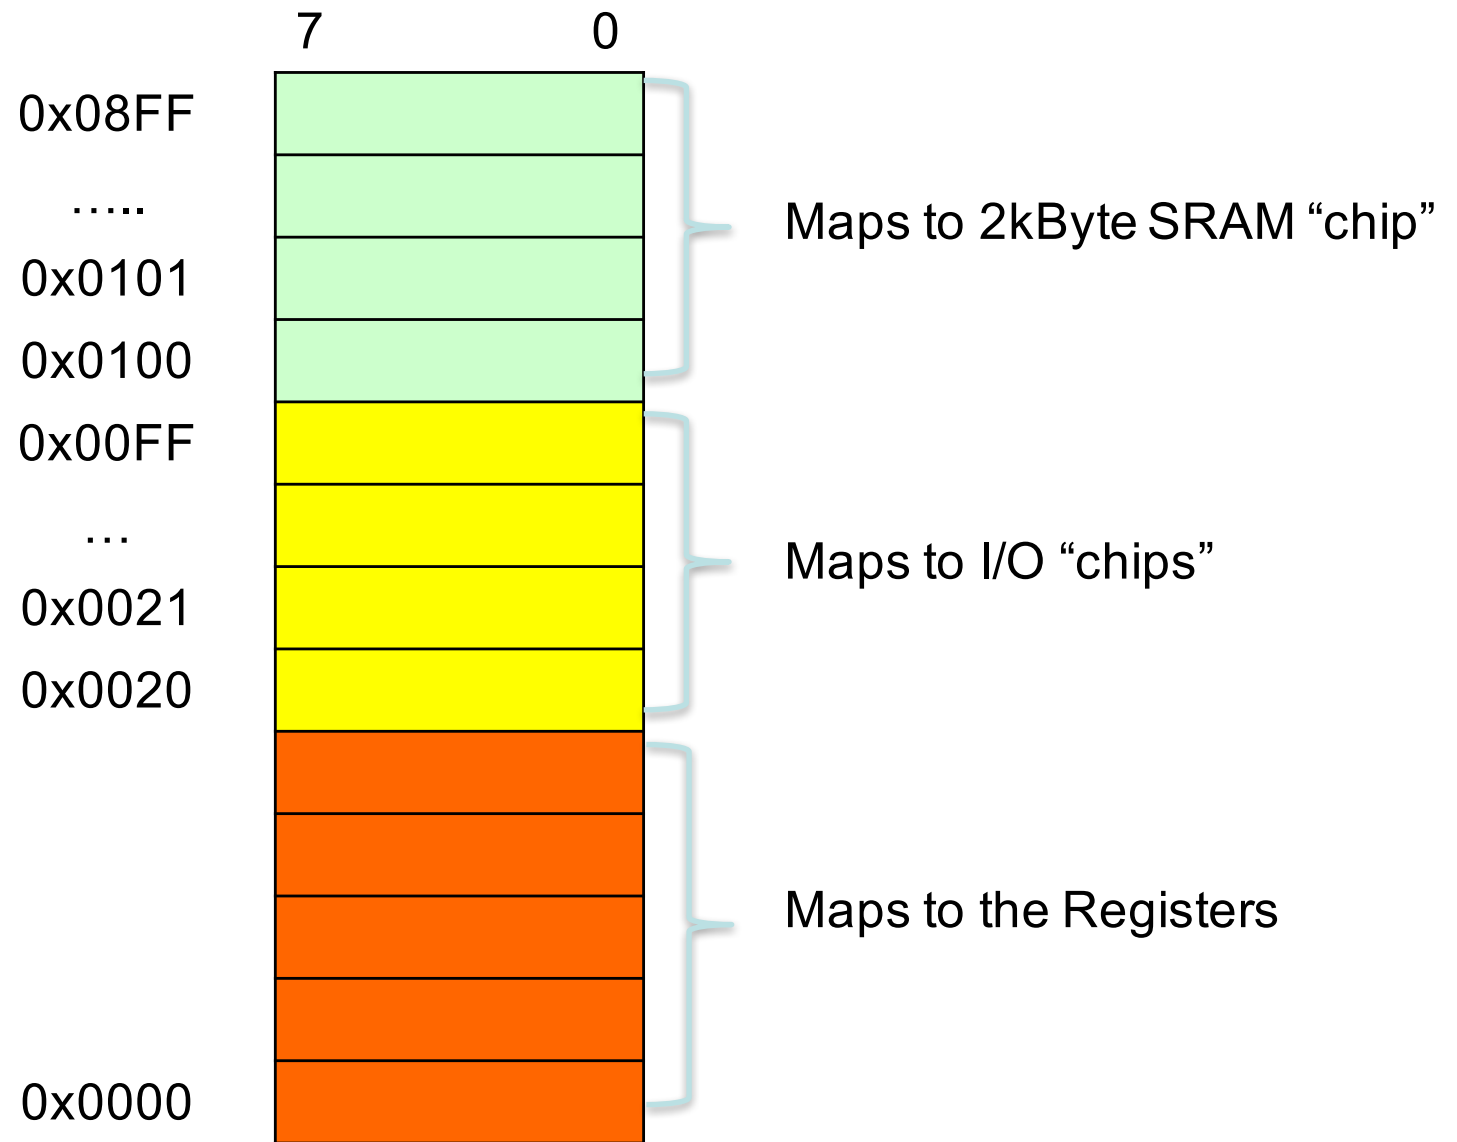 7 0
0x08FF
…..
Maps to 2kByte SRAM “chip”
0x0101
0x0100
0x00FF
…
Maps to I/O “chips”
0x0021
0x0020
Maps to the Registers
0x0000